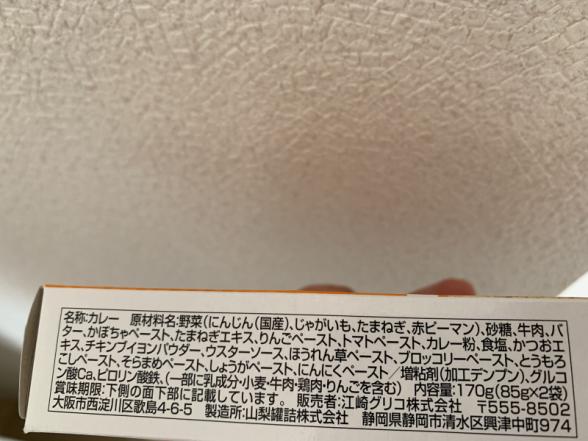 名称:カレー 原材料名:野菜(にんじん(国産)、じゃがいも、たまねぎ、赤ピーマン)、砂糖、牛肉、バ
ター、かぼちゃペースト、たまねぎエキス、りんごペースト、トマトペースト、カレー粉、食塩、かつおエ
キス、チキンブイヨンパウダー、ウスターソース、ほうれん草ペースト、ブロッコリーペースト、とうもろ
こしペースト、そらまめペースト、しょうがペースト、にんにくペースト/増粘剤(加工デンプン)、グルコ
ン酸Ca、ピロリン酸鉄、(一部に乳成分・小麦・牛肉・鶏肉・りんごを含む) 内容量:170g(85g×2袋)
賞味期限:下側の面下部に記載しています。 販売者:江崎グリコ株式会社 〒555-8502
大阪市西淀川区歌島4-6-5 製造所:山梨罐詰株式会社 静岡県静岡市清水区興津中町974